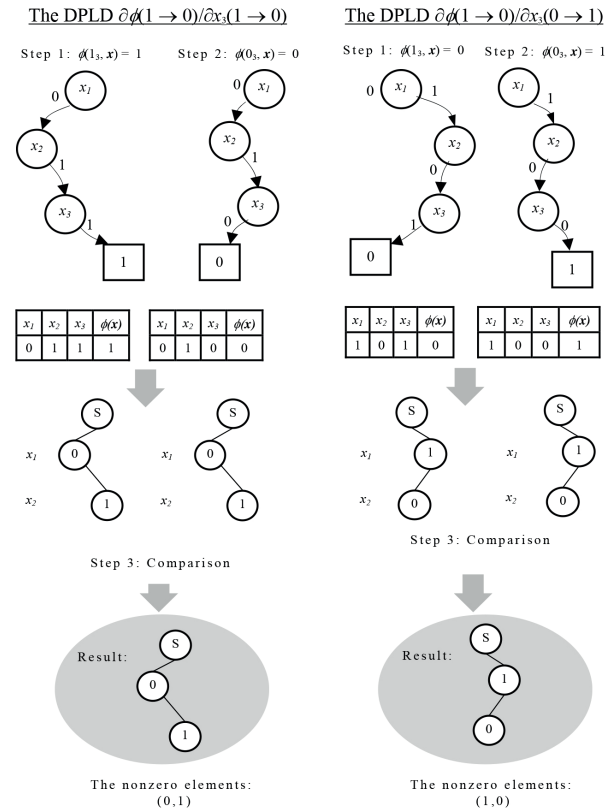 The DPLD ∂ϕ(1 → 0)/∂x₃(1 → 0)
Step 1: ϕ(1₃, x) = 1
Step 2: ϕ(0₃, x) = 0
0
x₁
x₂
1
x₃
1
1
0
x₁
x₂
1
x₃
0
0
x₁ x₂ x₃ ϕ(x)
0 1 1 1
x₁ x₂ x₃ ϕ(x)
0 1 0 0
S
x₁ 0
x₂ 1
S
x₁ 0
x₂ 1
Step 3: Comparison
Result:
S
0
1
The nonzero elements:
(0,1)
The DPLD ∂ϕ(1 → 0)/∂x₃(0 → 1)
Step 1: ϕ(1₃, x) = 0
Step 2: ϕ(0₃, x) = 1
0
x₁
1
x₂
0
x₃
1
0
x₁
1
x₂
0
x₃
0
1
x₁ x₂ x₃ ϕ(x)
1 0 1 0
x₁ x₂ x₃ ϕ(x)
1 0 0 1
S
x₁ 1
x₂ 0
S
x₁ 1
x₂ 0
Step 3: Comparison
Result:
S
1
0
The nonzero elements:
(1,0)